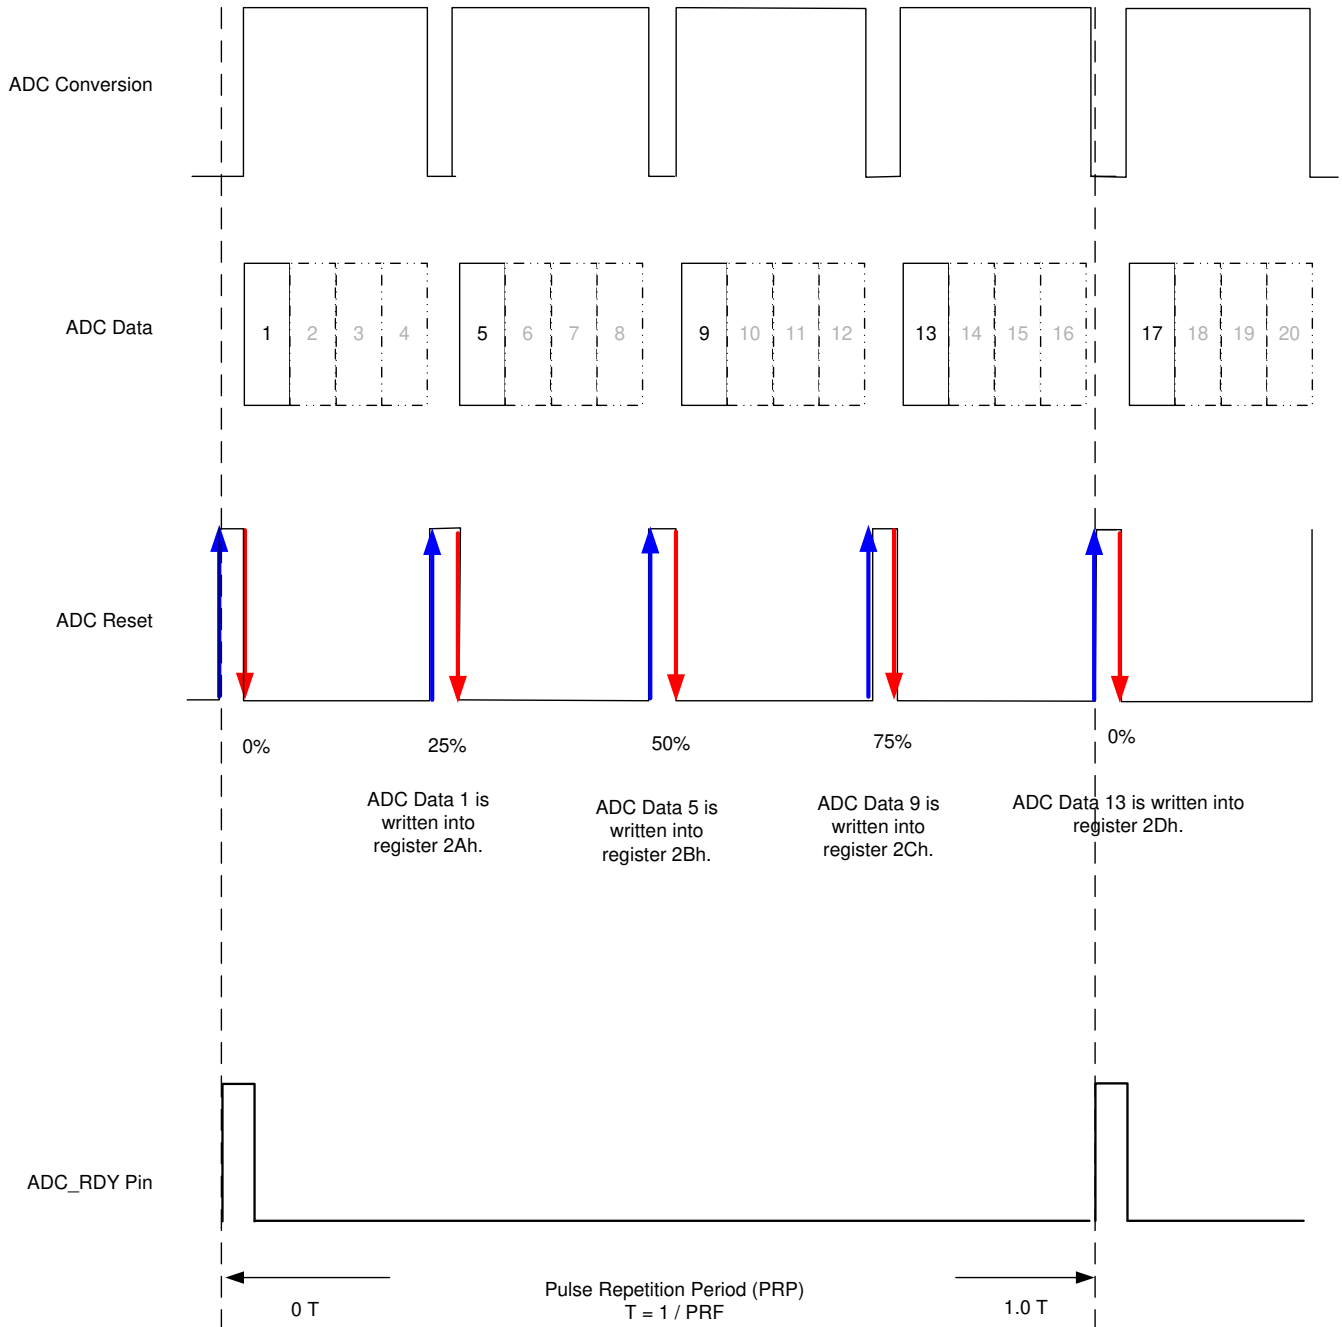 ADC Conversion
ADC Data
1 2 3 4 5 6 7 8 9 10 11 12 13 14 15 16 17 18 19 20
ADC Reset
0% 25% 50% 75% 0%
ADC Data 1 is
written into
register 2Ah.
ADC Data 5 is
written into
register 2Bh.
ADC Data 9 is
written into
register 2Ch.
ADC Data 13 is written into
register 2Dh.
ADC_RDY Pin
0 T
Pulse Repetition Period (PRP)
T = 1 / PRF
1.0 T